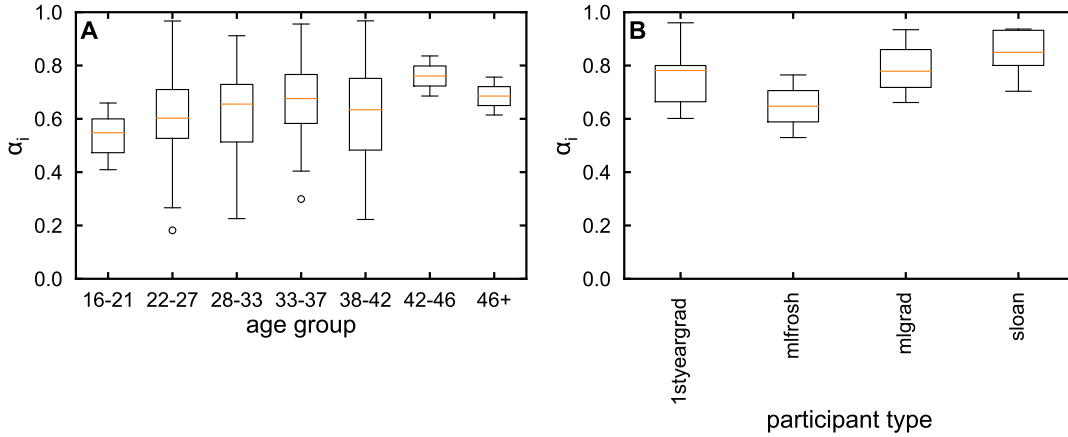 A
1.0
0.8
0.6
0.4
0.2
0.0
αi
16-21 22-27 28-33 33-37 38-42 42-46 46+
age group
B
1.0
0.8
0.6
0.4
0.2
0.0
αi
1styeargrad
mlfrosh
mlgrad
sloan
participant type